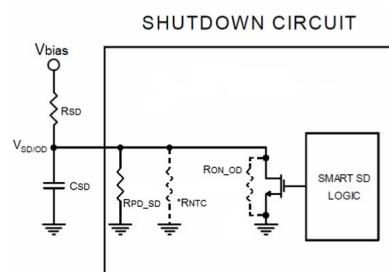 SHUTDOWN CIRCUIT
Vbias
RSD
VSD/OD
CSD
RPD_SD
*RNTC
RON_OD
SMART SD
LOGIC